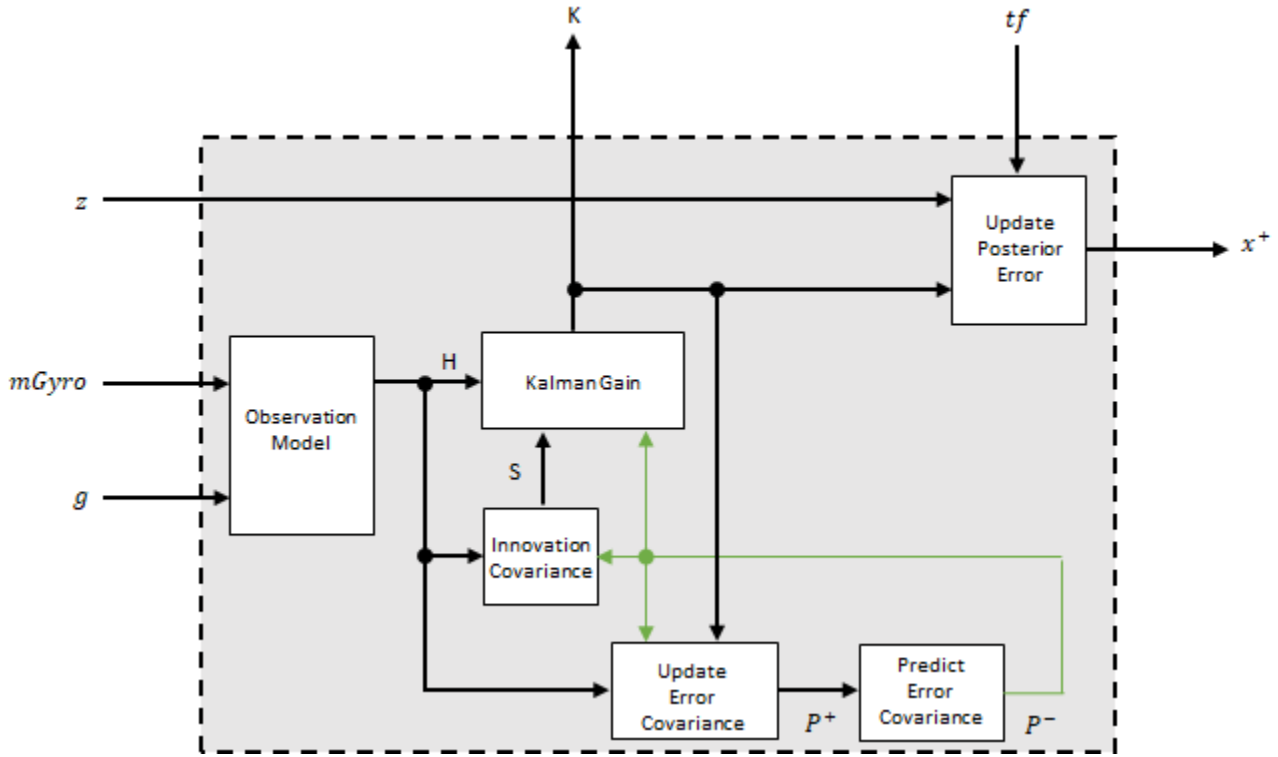 K
tf
z
Update
Posterior
Error
x⁺
H
mGyro
Kalman Gain
Observation
Model
S
g
Innovation
Covariance
Update
Error
Covariance
Predict
Error
Covariance
P⁺
P⁻